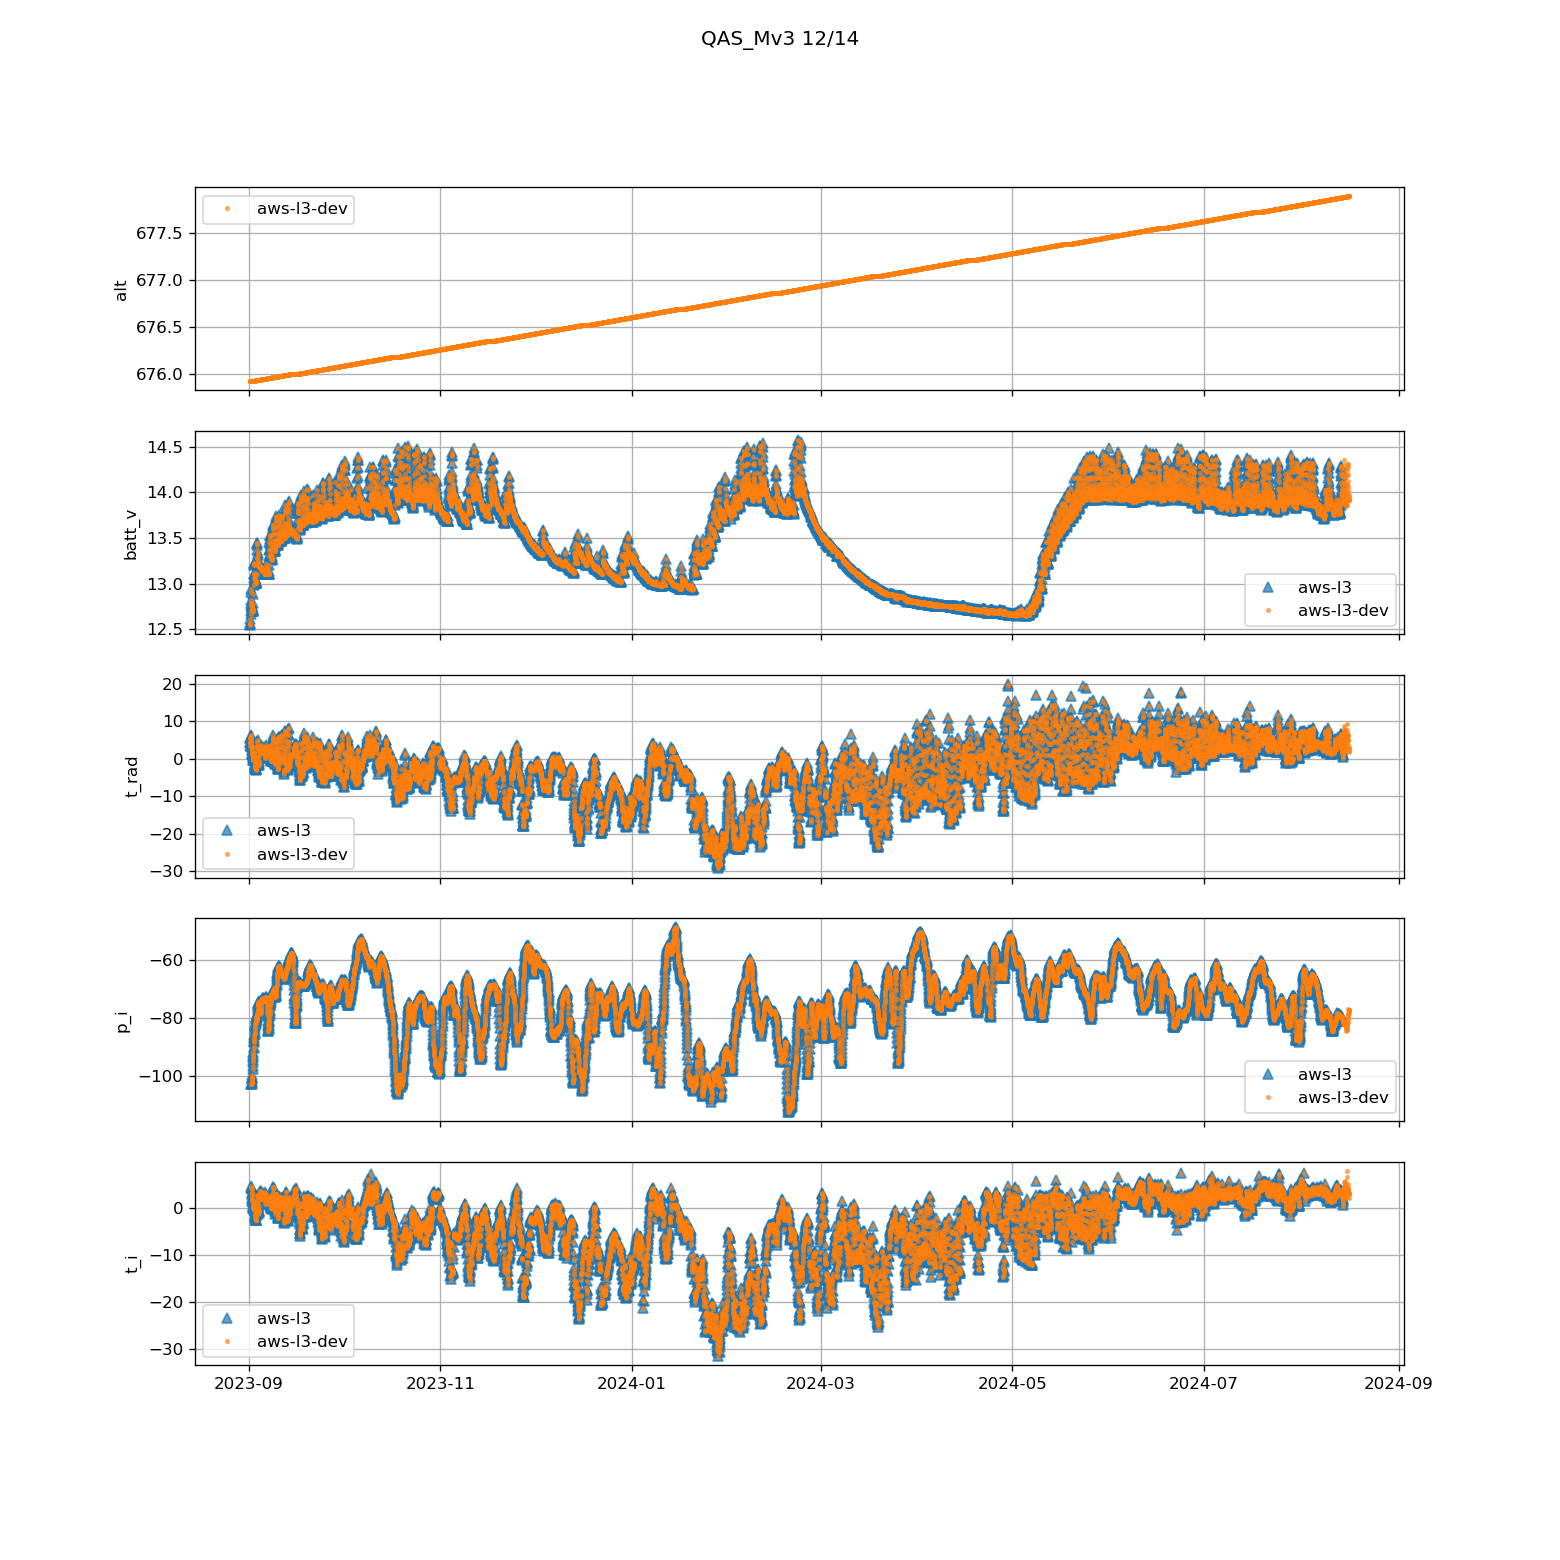 QAS_Mv3 12/14
aws-l3-dev
677.5
677.0
676.5
676.0
alt
14.5
14.0
13.5
13.0
12.5
batt_v
aws-l3
aws-l3-dev
20
10
0
−10
−20
−30
t_rad
aws-l3
aws-l3-dev
−60
−80
−100
p_i
aws-l3
aws-l3-dev
0
−10
−20
−30
t_i
aws-l3
aws-l3-dev
2023-09
2023-11
2024-01
2024-03
2024-05
2024-07
2024-09